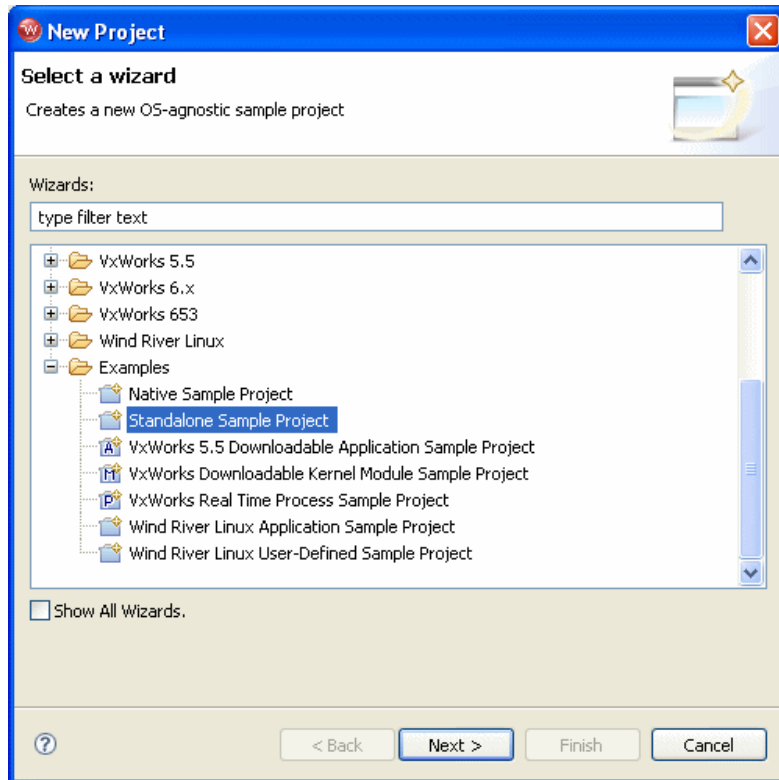 New Project
Select a wizard
Creates a new OS-agnostic sample project
Wizards:
type filter text
VxWorks 5.5
VxWorks 6.x
VxWorks 653
Wind River Linux
Examples
Native Sample Project
Standalone Sample Project
VxWorks 5.5 Downloadable Application Sample Project
VxWorks Downloadable Kernel Module Sample Project
VxWorks Real Time Process Sample Project
Wind River Linux Application Sample Project
Wind River Linux User-Defined Sample Project
Show All Wizards.
? < Back Next > Finish Cancel